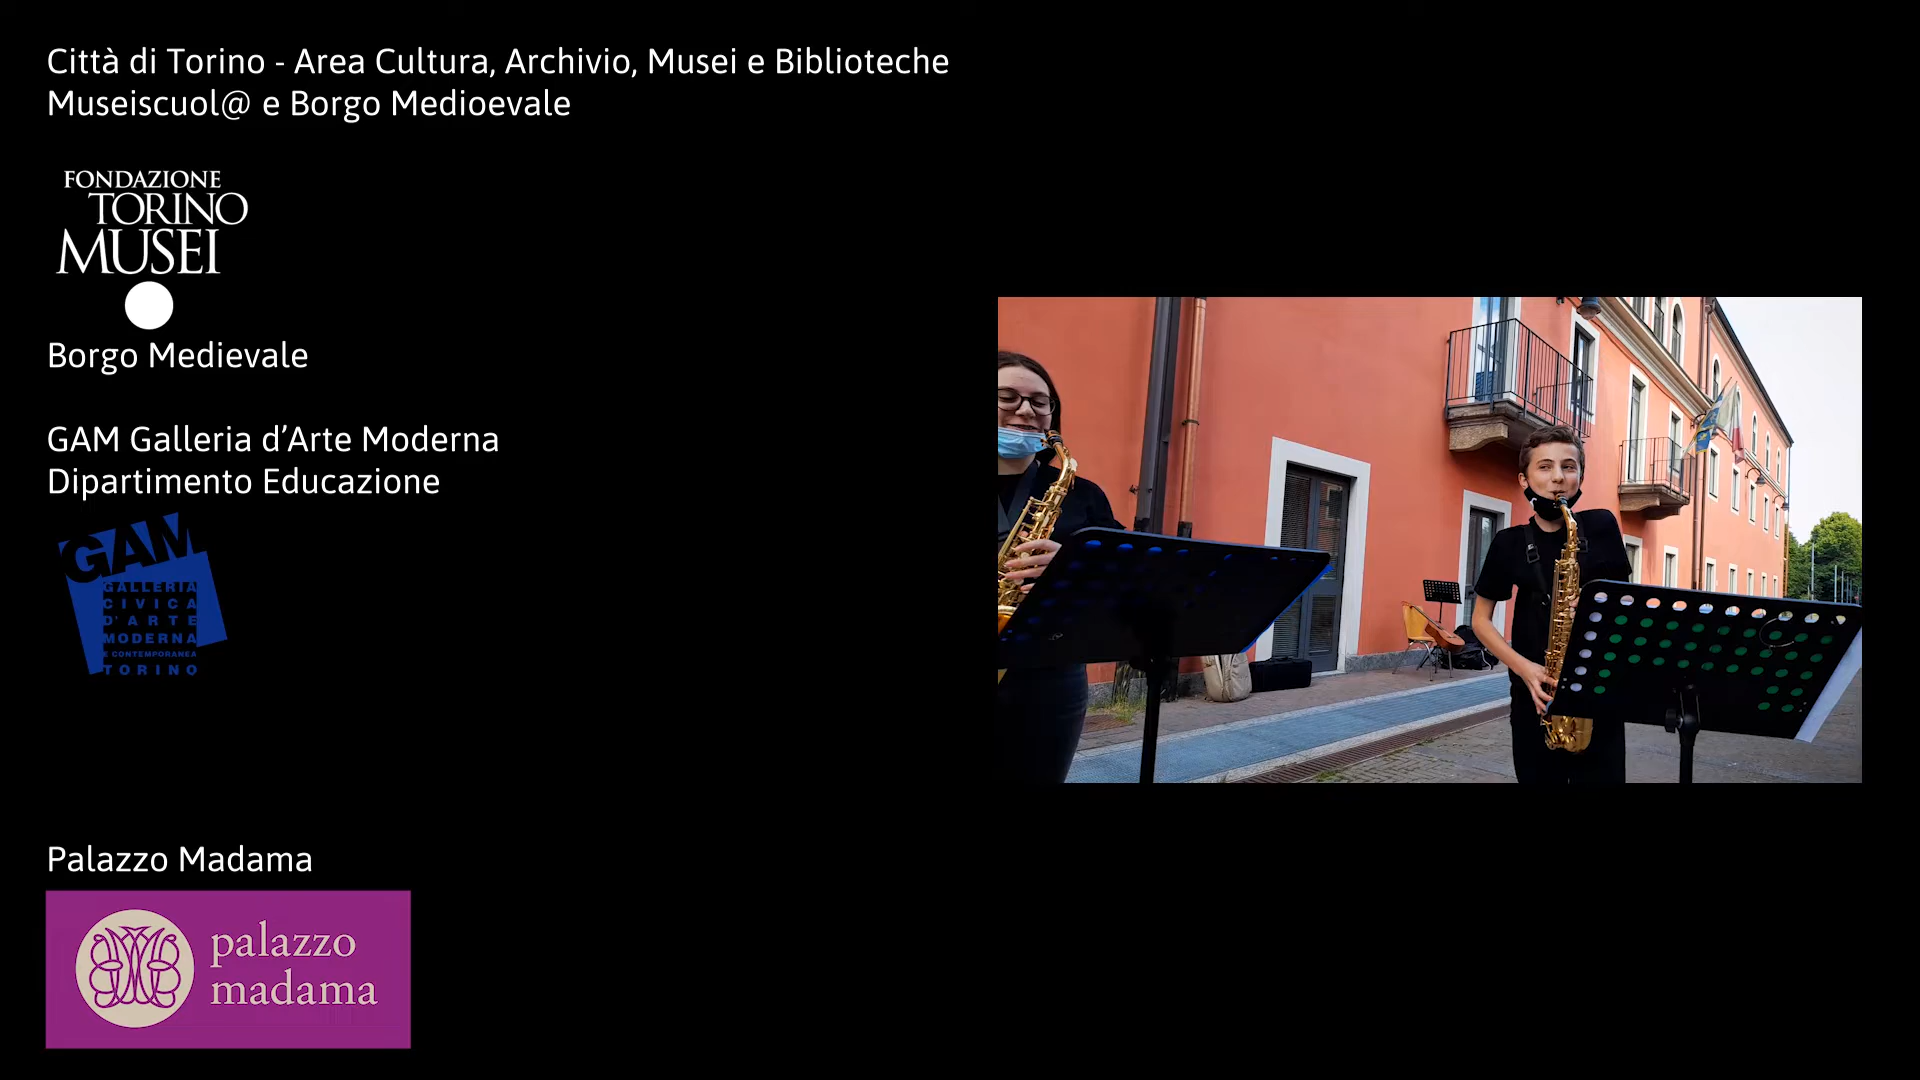 Città di Torino - Area Cultura, Archivio, Musei e Biblioteche
Museiscuol@ e Borgo Medioevale
FONDAZIONE
TORINO
MUSEI
Borgo Medievale
GAM Galleria d’Arte Moderna
Dipartimento Educazione
GAM
GALLERIA
CIVICA
D'ARTE
MODERNA
E CONTEMPORANEA
TORINO
Palazzo Madama
palazzo
madama